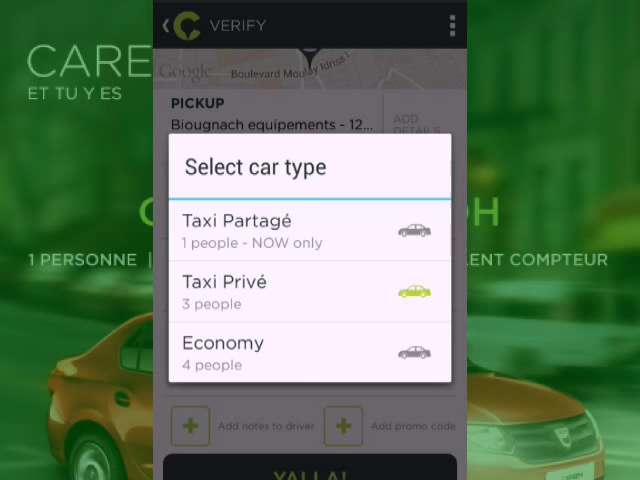 VERIFY
CARE
ET TU Y ES
Google
Boulevard Moulay Idriss I
PICKUP
Biougnach equipements - 12...
ADD
DETAILS
Select car type
Taxi Partagé
1 people - NOW only
Taxi Privé
3 people
Economy
4 people
C
DH
1 PERSONNE |
LENT COMPTEUR
Add notes to driver
Add promo code
YALLA!